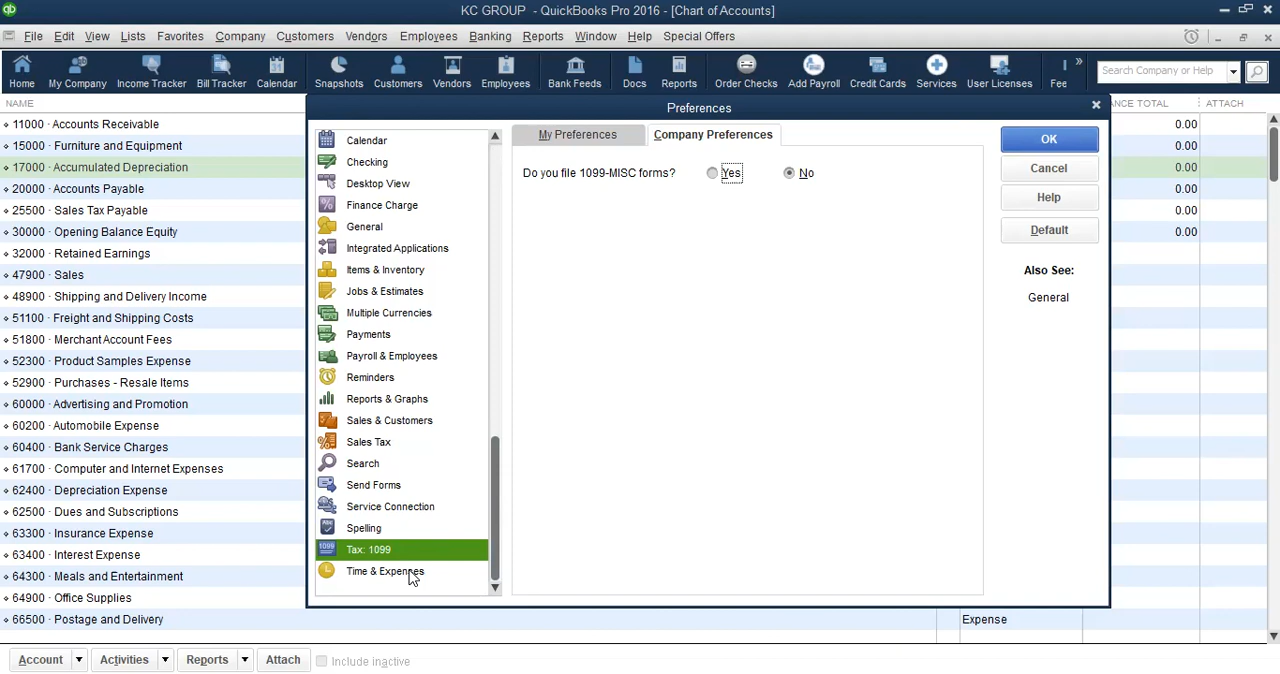 KC GROUP - QuickBooks Pro 2016 - [Chart of Accounts]
File Edit View Lists Favorites Company Customers Vendors Employees Banking Reports Window Help Special Offers
Home My Company Income Tracker Bill Tracker Calendar Snapshots Customers Vendors Employees Bank Feeds Docs Reports Order Checks Add Payroll Credit Cards Services User Licenses Fee » Search Company or Help
NAME
ANCE TOTAL ATTACH
11000 · Accounts Receivable 0.00
15000 · Furniture and Equipment 0.00
17000 · Accumulated Depreciation 0.00
20000 · Accounts Payable 0.00
25500 · Sales Tax Payable 0.00
30000 · Opening Balance Equity 0.00
32000 · Retained Earnings
47900 · Sales
48900 · Shipping and Delivery Income
51100 · Freight and Shipping Costs
51800 · Merchant Account Fees
52300 · Product Samples Expense
52900 · Purchases - Resale Items
60000 · Advertising and Promotion
60200 · Automobile Expense
60400 · Bank Service Charges
61700 · Computer and Internet Expenses
62400 · Depreciation Expense
62500 · Dues and Subscriptions
63300 · Insurance Expense
63400 · Interest Expense
64300 · Meals and Entertainment
64900 · Office Supplies
66500 · Postage and Delivery Expense
Preferences
Calendar
Checking
Desktop View
Finance Charge
General
Integrated Applications
Items & Inventory
Jobs & Estimates
Multiple Currencies
Payments
Payroll & Employees
Reminders
Reports & Graphs
Sales & Customers
Sales Tax
Search
Send Forms
Service Connection
Spelling
Tax: 1099
Time & Expenses
My Preferences Company Preferences
Do you file 1099-MISC forms? Yes No
OK
Cancel
Help
Default
Also See:
General
Account Activities Reports Attach Include inactive